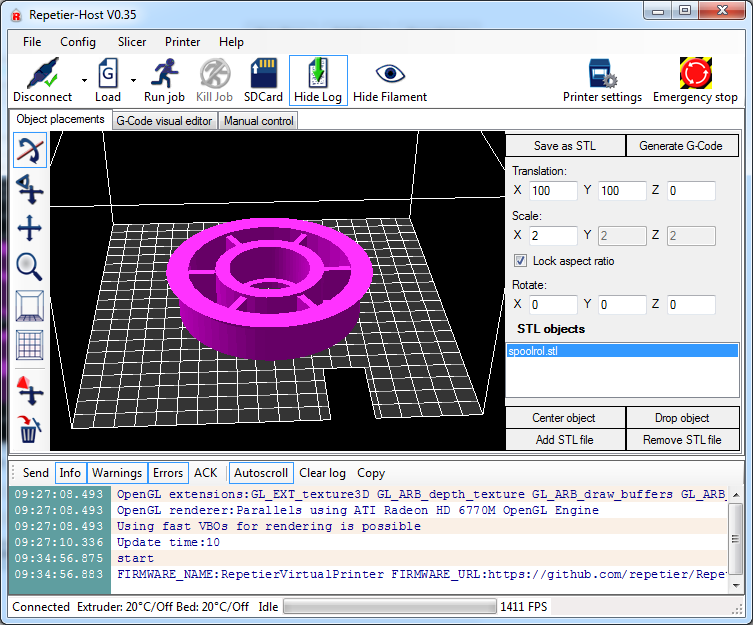 Repetier-Host V0.35
File Config Slicer Printer Help
Disconnect Load Run job Kill Job SDCard Hide Log Hide Filament Printer settings Emergency stop
Object placements G-Code visual editor Manual control
Save as STL Generate G-Code
Translation:
X 100 Y 100 Z 0
Scale:
X 2 Y 2 Z 2
Lock aspect ratio
Rotate:
X 0 Y 0 Z 0
STL objects
spoolrol.stl
Center object Drop object
Add STL file Remove STL file
Send Info Warnings Errors ACK Autoscroll Clear log Copy
09:27:08.493 OpenGL extensions:GL_EXT_texture3D GL_ARB_depth_texture GL_ARB_draw_buffers GL_ARB_
09:27:08.493 OpenGL renderer:Parallels using ATI Radeon HD 6770M OpenGL Engine
09:27:08.493 Using fast VBOs for rendering is possible
09:27:10.336 Update time:10
09:34:56.875 start
09:34:56.883 FIRMWARE_NAME:RepetierVirtualPrinter FIRMWARE_URL:https://github.com/repetier/Repe
Connected Extruder: 20°C/Off Bed: 20°C/Off Idle 1411 FPS